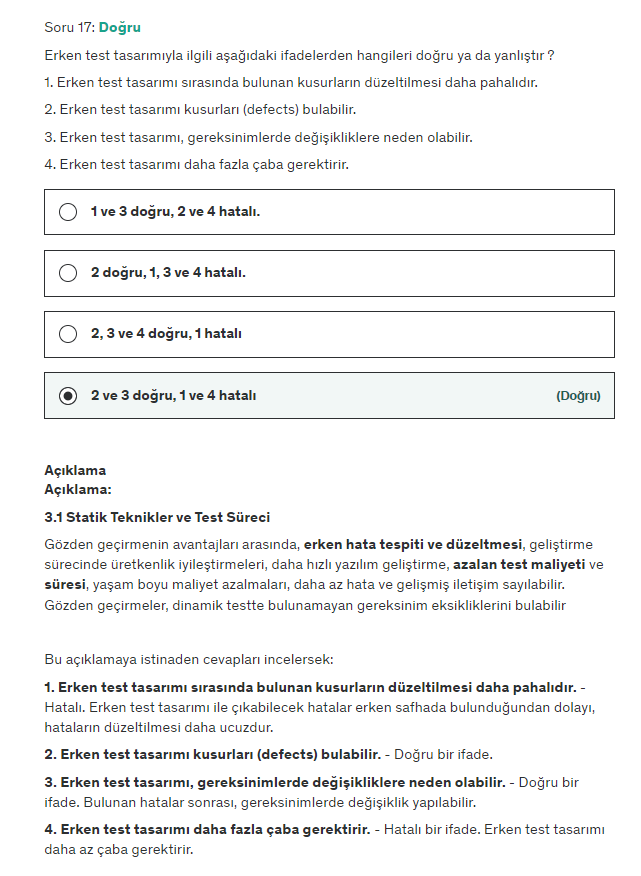 Soru 17: Doğru
Erken test tasarımıyla ilgili aşağıdaki ifadelerden hangileri doğru ya da yanlıştır ?
1. Erken test tasarımı sırasında bulunan kusurların düzeltilmesi daha pahalıdır.
2. Erken test tasarımı kusurları (defects) bulabilir.
3. Erken test tasarımı, gereksinimlerde değişikliklere neden olabilir.
4. Erken test tasarımı daha fazla çaba gerektirir.
1 ve 3 doğru, 2 ve 4 hatalı.
2 doğru, 1, 3 ve 4 hatalı.
2, 3 ve 4 doğru, 1 hatalı
2 ve 3 doğru, 1 ve 4 hatalı (Doğru)
Açıklama
Açıklama:
3.1 Statik Teknikler ve Test Süreci
Gözden geçirmenin avantajları arasında, erken hata tespiti ve düzeltmesi, geliştirme
sürecinde üretkenlik iyileştirmeleri, daha hızlı yazılım geliştirme, azalan test maliyeti ve
süresi, yaşam boyu maliyet azalmaları, daha az hata ve gelişmiş iletişim sayılabilir.
Gözden geçirmeler, dinamik testte bulunamayan gereksinim eksikliklerini bulabilir
Bu açıklamaya istinaden cevapları incelersek:
1. Erken test tasarımı sırasında bulunan kusurların düzeltilmesi daha pahalıdır. -
Hatalı. Erken test tasarımı ile çıkabilecek hatalar erken safhada bulunduğundan dolayı,
hataların düzeltilmesi daha ucuzdur.
2. Erken test tasarımı kusurları (defects) bulabilir. - Doğru bir ifade.
3. Erken test tasarımı, gereksinimlerde değişikliklere neden olabilir. - Doğru bir
ifade. Bulunan hatalar sonrası, gereksinimlerde değişiklik yapılabilir.
4. Erken test tasarımı daha fazla çaba gerektirir. - Hatalı bir ifade. Erken test tasarımı
daha az çaba gerektirir.